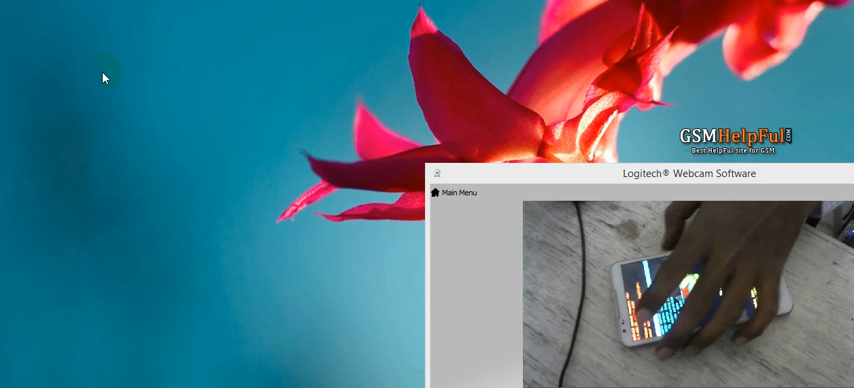 GSMHelpFul.COM
Best HelpFul site for GSM
Logitech® Webcam Software
Main Menu